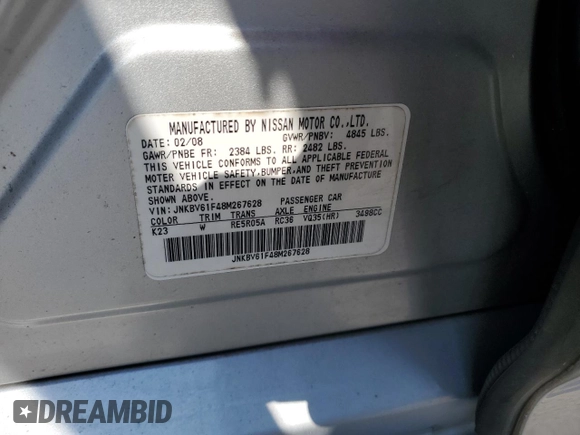 MANUFACTURED BY NISSAN MOTOR CO.,LTD.
DATE: 02/08 GVWR/PNBV: 4845 LBS.
GAWR/PNBE FR: 2384 LBS. RR: 2482 LBS.
THIS VEHICLE CONFORMS TO ALL APPLICABLE FEDERAL
MOTOR VEHICLE SAFETY,BUMPER,AND THEFT PREVENTION
STANDARDS IN EFFECT ON THE DATE OF MANUFACTURE
SHOWN ABOVE.
VIN: JNKBV61F48M267628 PASSENGER CAR
COLOR TRIM TRANS AXLE ENGINE
K23 W RE5R05A RC36 VQ35(HR) 3498CC
JNKBV61F48M267628
DREAMBID